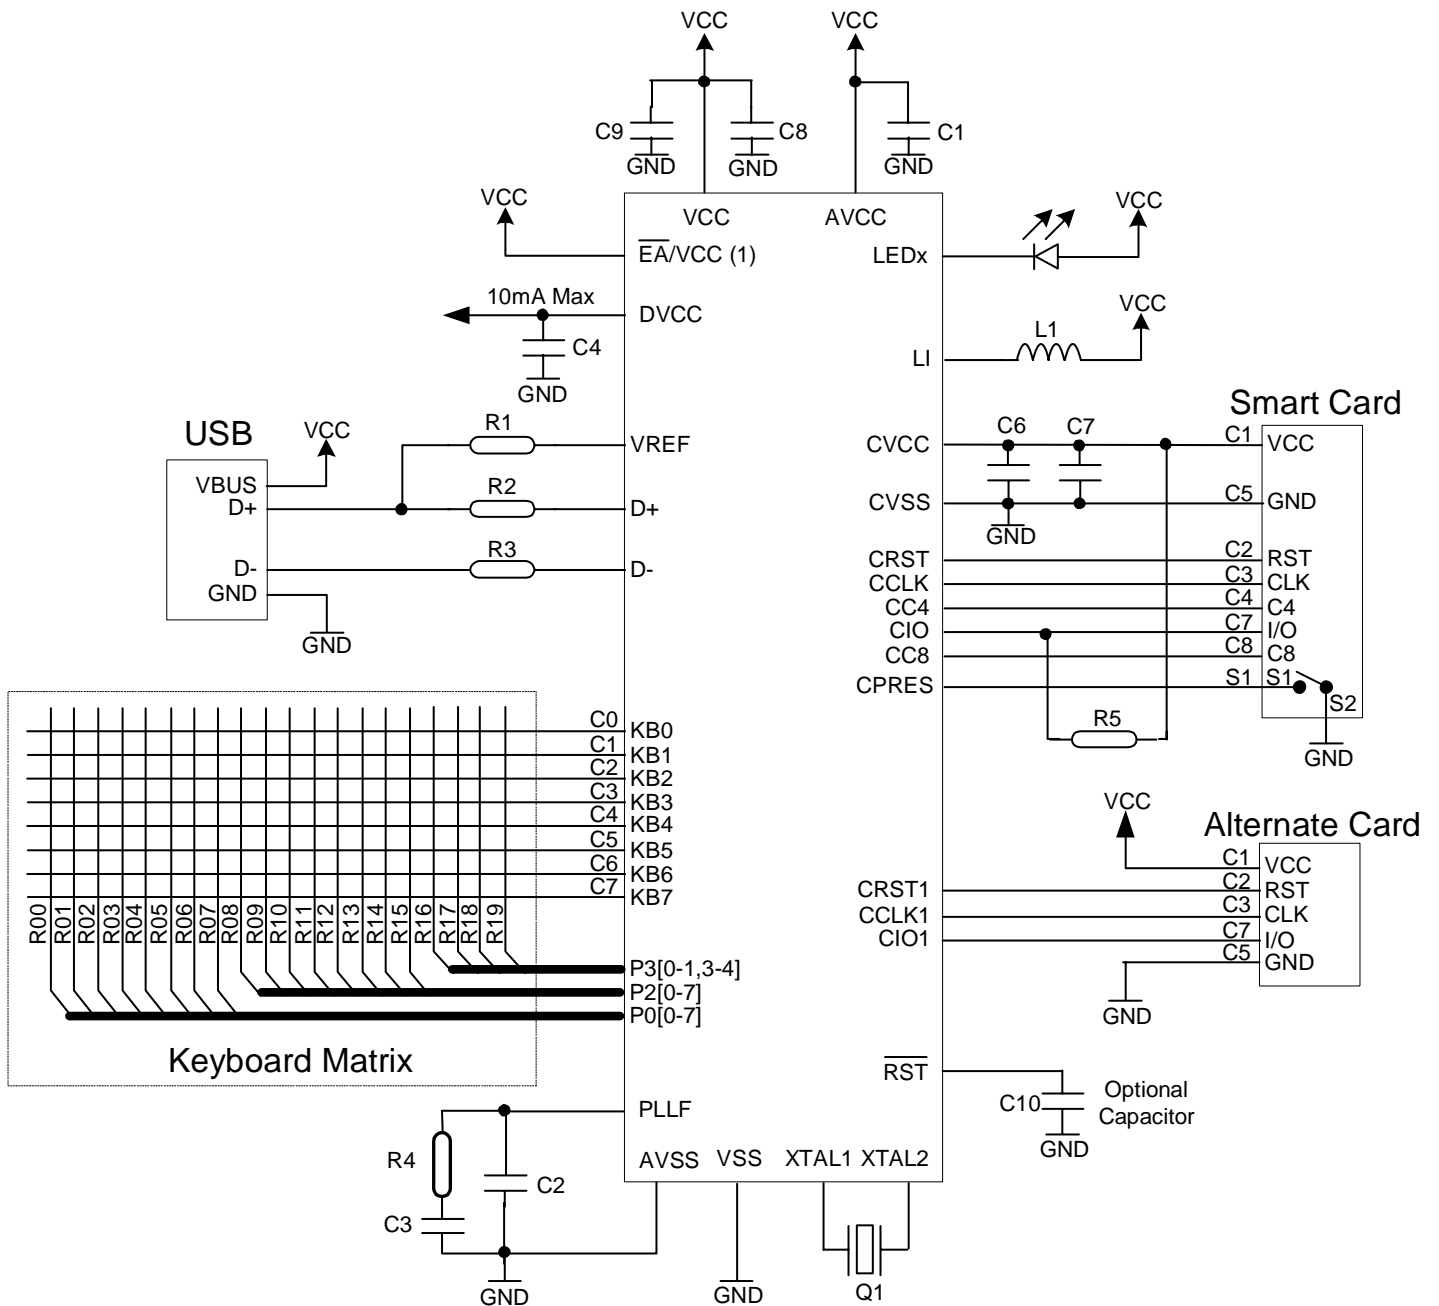 VCC
VCC
C9
C8
C1
GND
GND
GND
VCC
VCC
AVCC
VCC
EA/VCC (1)
LEDx
10mA Max
DVCC
C4
GND
VCC
L1
LI
USB
VCC
R1
VREF
VBUS
D+
R2
D+
D-
R3
D-
GND
GND
Smart Card
CVCC
C6
C7
C1
VCC
CVSS
C5
GND
GND
CRST
C2
RST
CCLK
C3
CLK
CC4
C4
C4
CIO
C7
I/O
CC8
C8
C8
CPRES
S1
S1
S2
R5
GND
C0
KB0
C1
KB1
C2
KB2
C3
KB3
C4
KB4
C5
KB5
C6
KB6
C7
KB7
R00
R01
R02
R03
R04
R05
R06
R07
R08
R09
R10
R11
R12
R13
R14
R15
R16
R17
R18
R19
P3[0-1,3-4]
P2[0-7]
P0[0-7]
Keyboard Matrix
VCC
Alternate Card
C1
VCC
CRST1
C2
RST
CCLK1
C3
CLK
CIO1
C7
I/O
C5
GND
GND
RST
C10
Optional
Capacitor
GND
PLLF
R4
C2
C3
GND
AVSS
VSS
XTAL1
XTAL2
GND
Q1